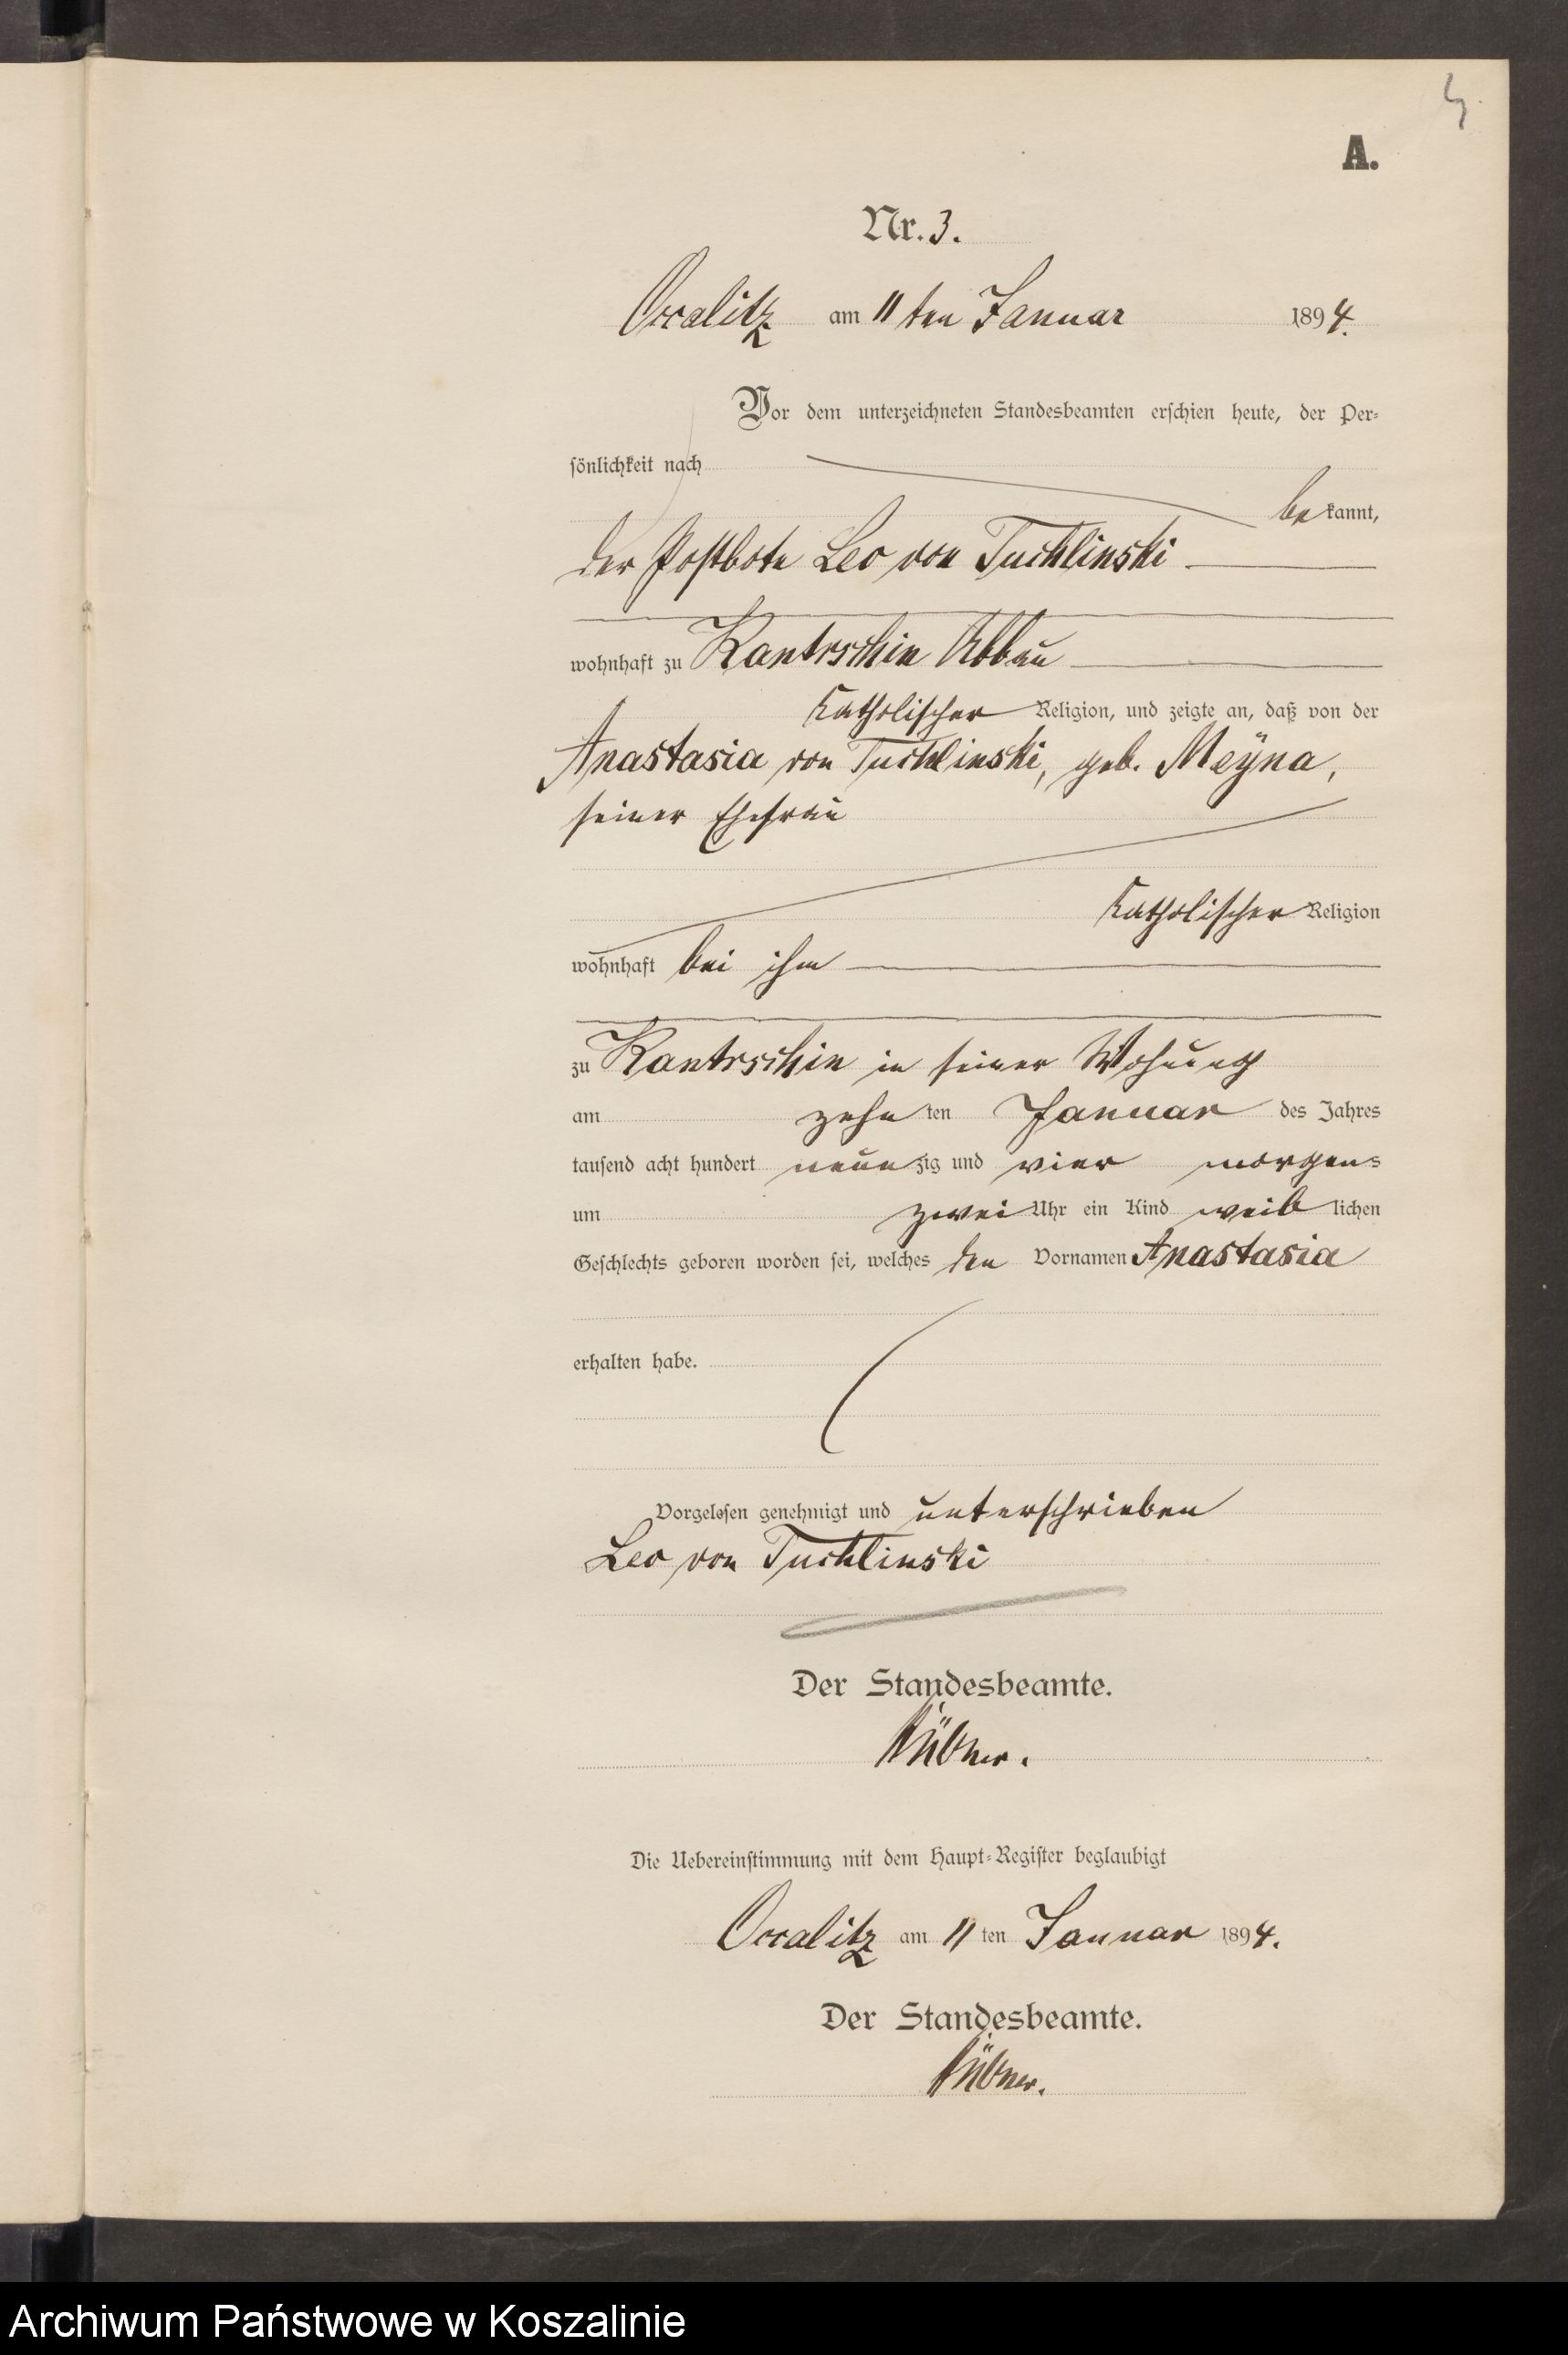 4
A.
Nr. 3.
Occalitz am 11ten Januar 1894.
Vor dem unterzeichneten Standesbeamten erschien heute, der Per-
sönlichkeit nach
bekannt,
der Postbote Leo von Tuchlinski
wohnhaft zu Kantrschin Abbau
katholischer Religion, und zeigte an, daß von der
Anastasia von Tuchlinski, geb. Meÿna,
seiner Ehefrau
katholischer Religion
wohnhaft bei ihm
zu Kantrschin in seiner Wohnung
am zehnten Januar des Jahres
tausend acht hundert neunzig und vier morgens
um zwei Uhr ein Kind weiblichen
Geschlechts geboren worden sei, welches den Vornamen Anastasia
erhalten habe.
Vorgelesen genehmigt und unterschrieben
Leo von Tuchlinski
Der Standesbeamte.
Die Uebereinstimmung mit dem Haupt-Register beglaubigt
Occalitz am 11ten Januar 1894.
Der Standesbeamte.
Archiwum Państwowe w Koszalinie